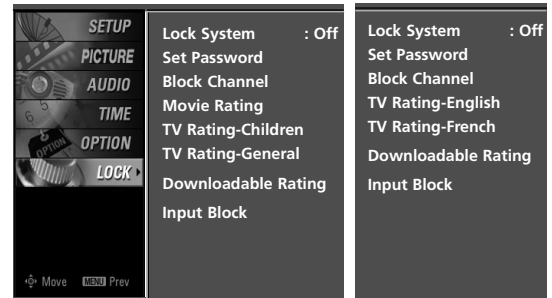 SETUP
PICTURE
AUDIO
TIME
OPTION
LOCK
Move MENU Prev
Lock System : Off
Set Password
Block Channel
Movie Rating
TV Rating-Children
TV Rating-General
Downloadable Rating
Input Block
Lock System : Off
Set Password
Block Channel
TV Rating-English
TV Rating-French
Downloadable Rating
Input Block